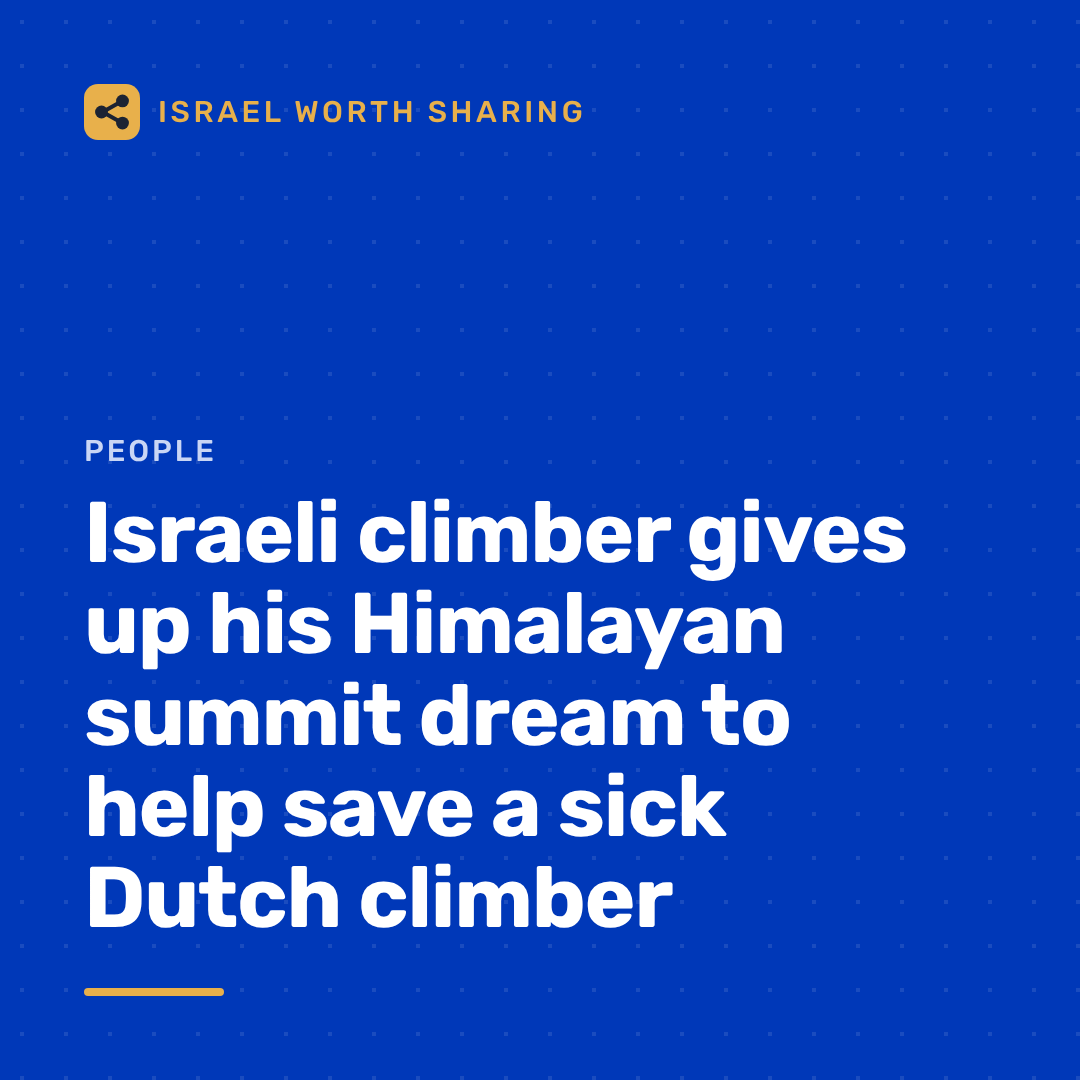 ISRAEL WORTH SHARING
PEOPLE
Israeli climber gives
up his Himalayan
summit dream to
help save a sick
Dutch climber